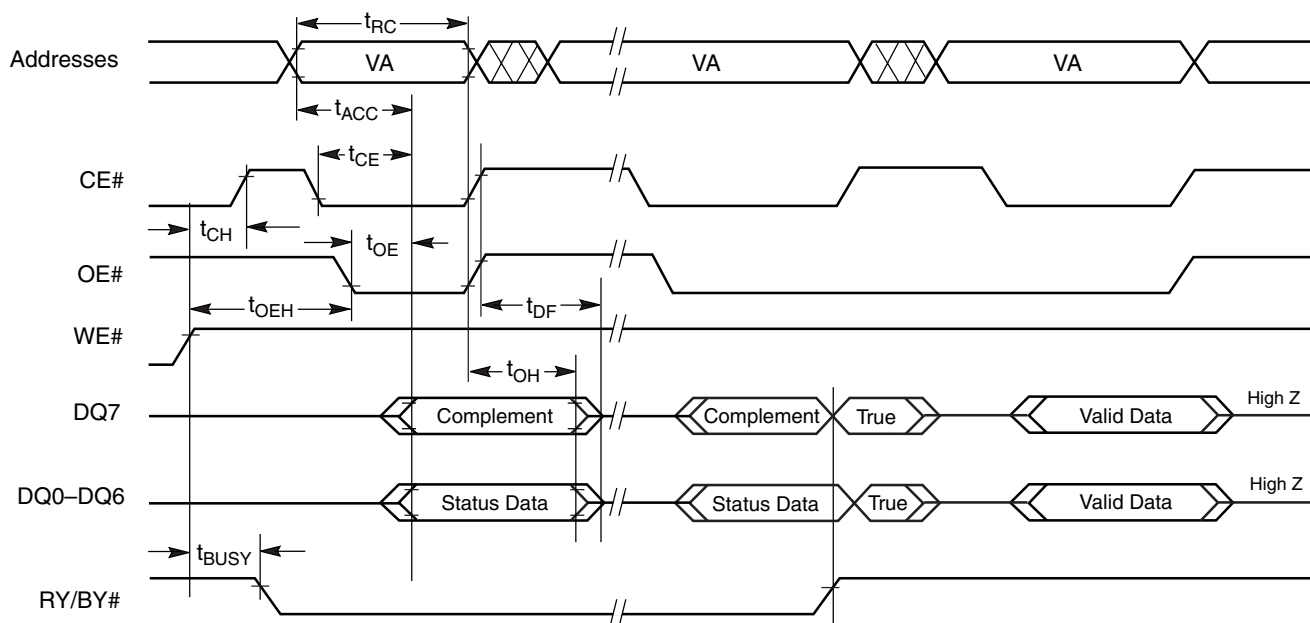 tRC
Addresses VA VA VA
tACC
tCE
CE#
tCH
tOE
OE#
tOEH
tDF
WE#
tOH
DQ7 Complement Complement True Valid Data High Z
DQ0–DQ6 Status Data Status Data True Valid Data High Z
tBUSY
RY/BY#